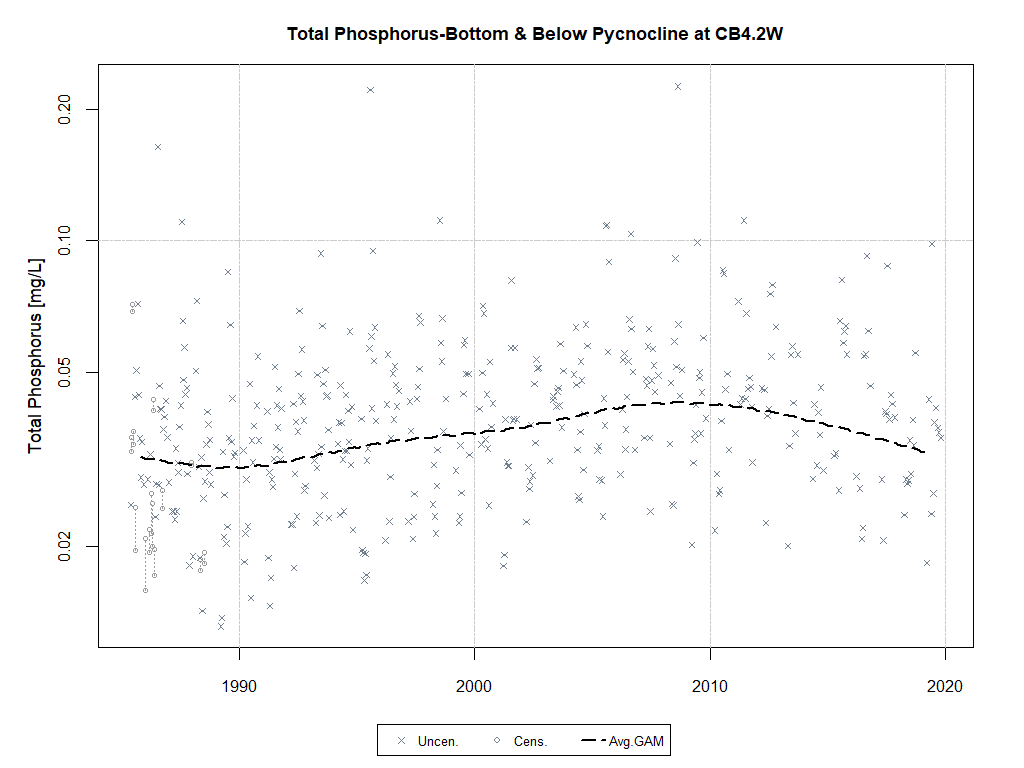 Total Phosphorus-Bottom & Below Pycnocline at CB4.2W
Total Phosphorus [mg/L]
0.20
0.10
0.05
0.02
1990 2000 2010 2020
Uncen. Cens. Avg.GAM